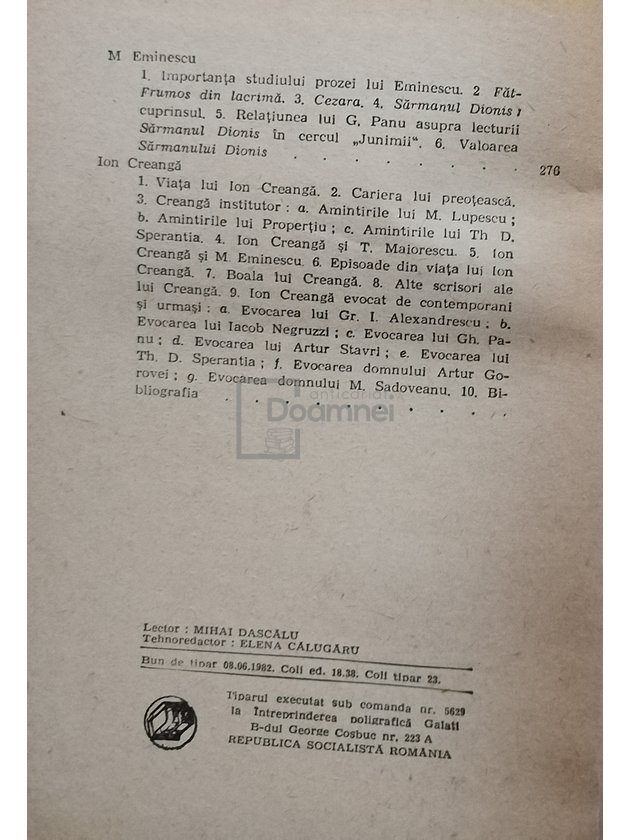 M Eminescu
1. Importanța studiului prozei lui Eminescu. 2 Făt-
Frumos din lacrimă. 3. Cezara. 4. Sărmanul Dionis ;
cuprinsul. 5. Relațiunea lui G. Panu asupra lecturii
Sărmanul Dionis în cercul „Junimii“. 6. Valoarea
Sărmanului Dionis . . . . . . . . 276
Ion Creangă
1. Viața lui Ion Creangă. 2. Cariera lui preoțească.
3. Creangă institutor : a. Amintirile lui M. Lupescu ;
b. Amintirile lui Properțiu ; c. Amintirile lui Th D.
Sperantia. 4. Ion Creangă și T. Maiorescu. 5. Ion
Creangă și M. Eminescu. 6. Episoade din viața lui Ion
Creangă. 7. Boala lui Creangă. 8. Alte scrisori ale
lui Creangă. 9. Ion Creangă evocat de contemporani
și urmași : a. Evocarea lui Gr. I. Alexandrescu ; b.
Evocarea lui Iacob Negruzzi ; c. Evocarea lui Gh. Pa-
nu ; d. Evocarea lui Artur Stavri ; e. Evocarea lui
Th. D. Sperantia ; f. Evocarea domnului Artur Go-
rovei ; g. Evocarea domnului M. Sadoveanu. 10. Bi-
bliografia . . . . . . . . . .
anticariat
Doamnei
Lector : MIHAI DASCĂLU
Tehnoredactor : ELENA CĂLUGĂRU
Bun de tipar 08.06.1982. Coli ed. 18.38. Coli tipar 23.
Tiparul executat sub comanda nr. 5629
la Întreprinderea poligrafică Galati
B-dul George Cosbuc nr. 223 A
REPUBLICA SOCIALISTĂ ROMÂNIA